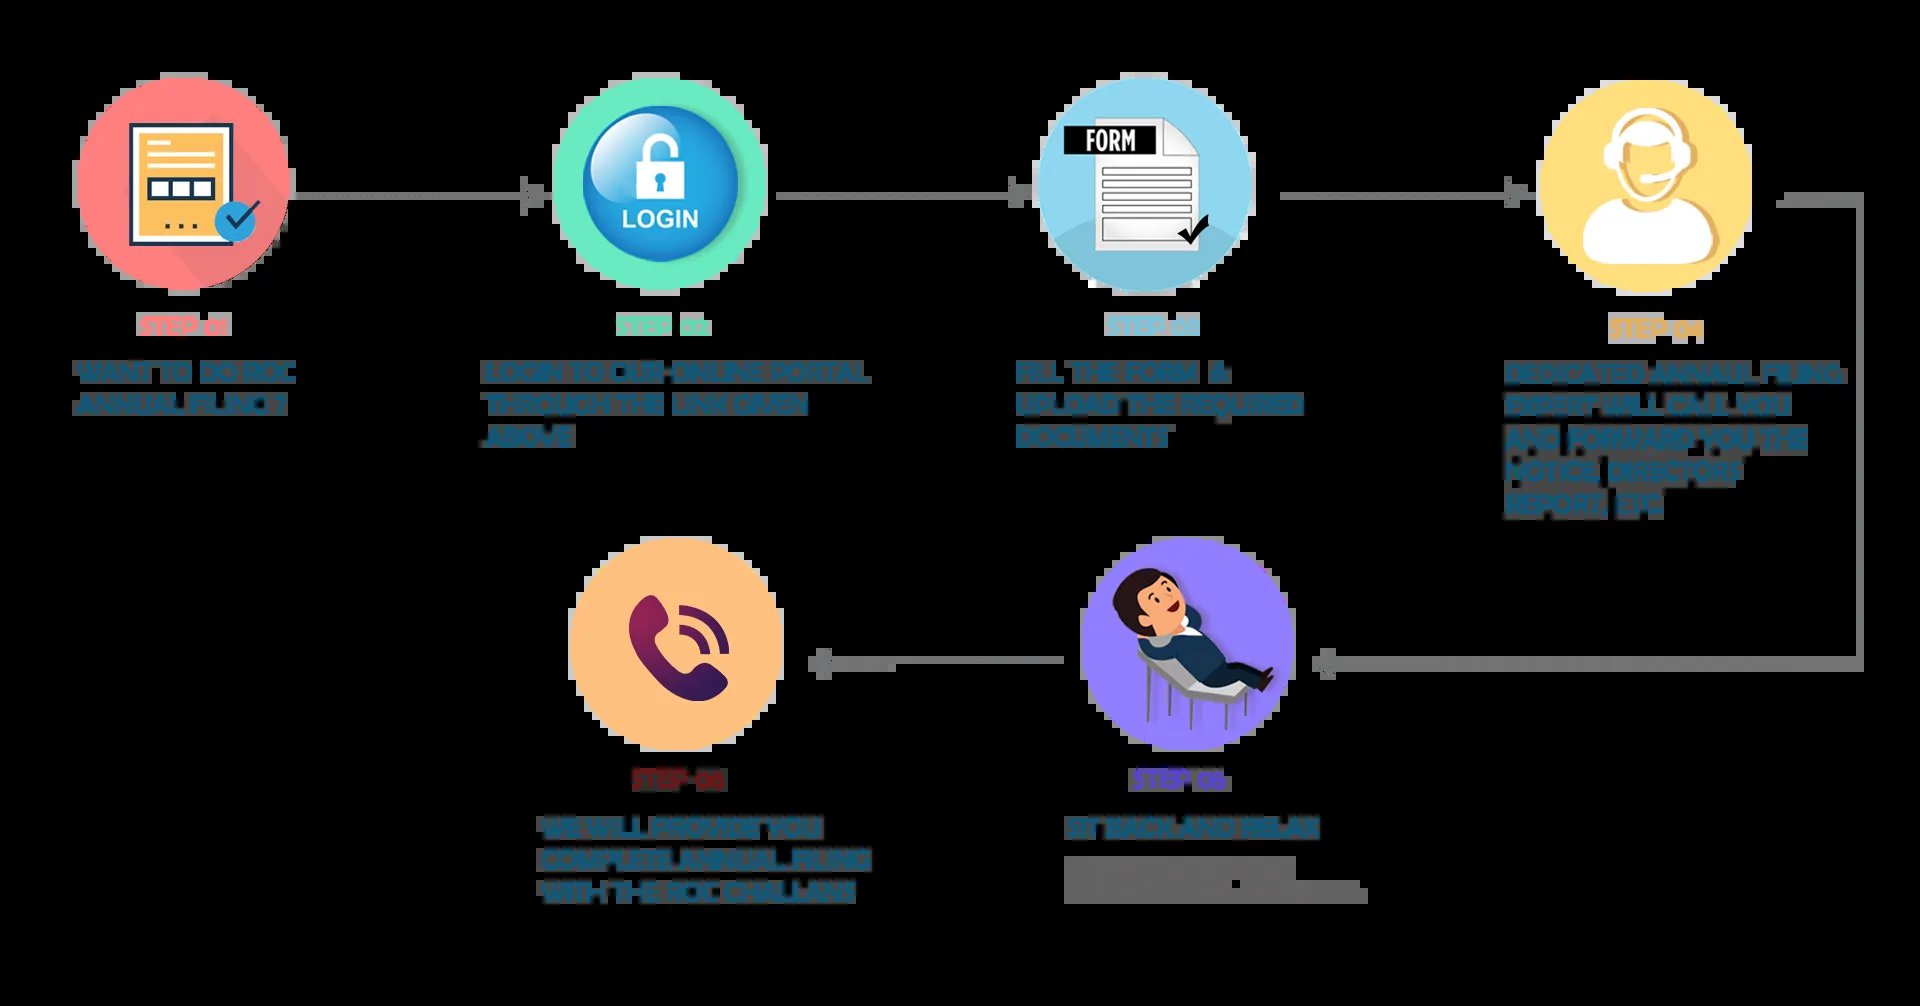 FORM
LOGIN
STEP 01
STEP 02
STEP 03
STEP 04
WANT TO DO ROC
ANNUAL FILING ?
LOGIN TO OUR ONLINE PORTAL
THROUGH THE LINK GIVEN
ABOVE
FILL THE FORM &
UPLOAD THE REQUIRED
DOCUMENTS
DEDICATED ANNAUL FILING
EXPERT WILL CALL YOU
AND FORWARD YOU THE
NOTICE, DIRECTORS
REPORT, ETC
STEP 06
STEP 05
WE WILL PROVIDE YOU
COMPLETE ANNUAL FILING
WITH THE ROC CHALLANS
SIT BACK AND RELAX